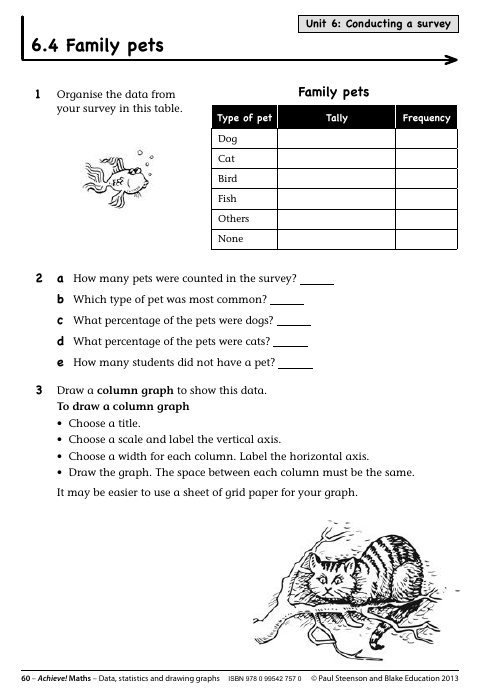 Unit 6: Conducting a survey
6.4 Family pets
1 Organise the data from
your survey in this table.
Family pets
Type of pet Tally Frequency
Dog
Cat
Bird
Fish
Others
None
2 a How many pets were counted in the survey? ______
b Which type of pet was most common? ______
c What percentage of the pets were dogs? ______
d What percentage of the pets were cats? ______
e How many students did not have a pet? ______
3 Draw a column graph to show this data.
To draw a column graph
• Choose a title.
• Choose a scale and label the vertical axis.
• Choose a width for each column. Label the horizontal axis.
• Draw the graph. The space between each column must be the same.
It may be easier to use a sheet of grid paper for your graph.
60 – Achieve! Maths – Data, statistics and drawing graphs ISBN 978 0 99542 757 0 © Paul Steenson and Blake Education 2013